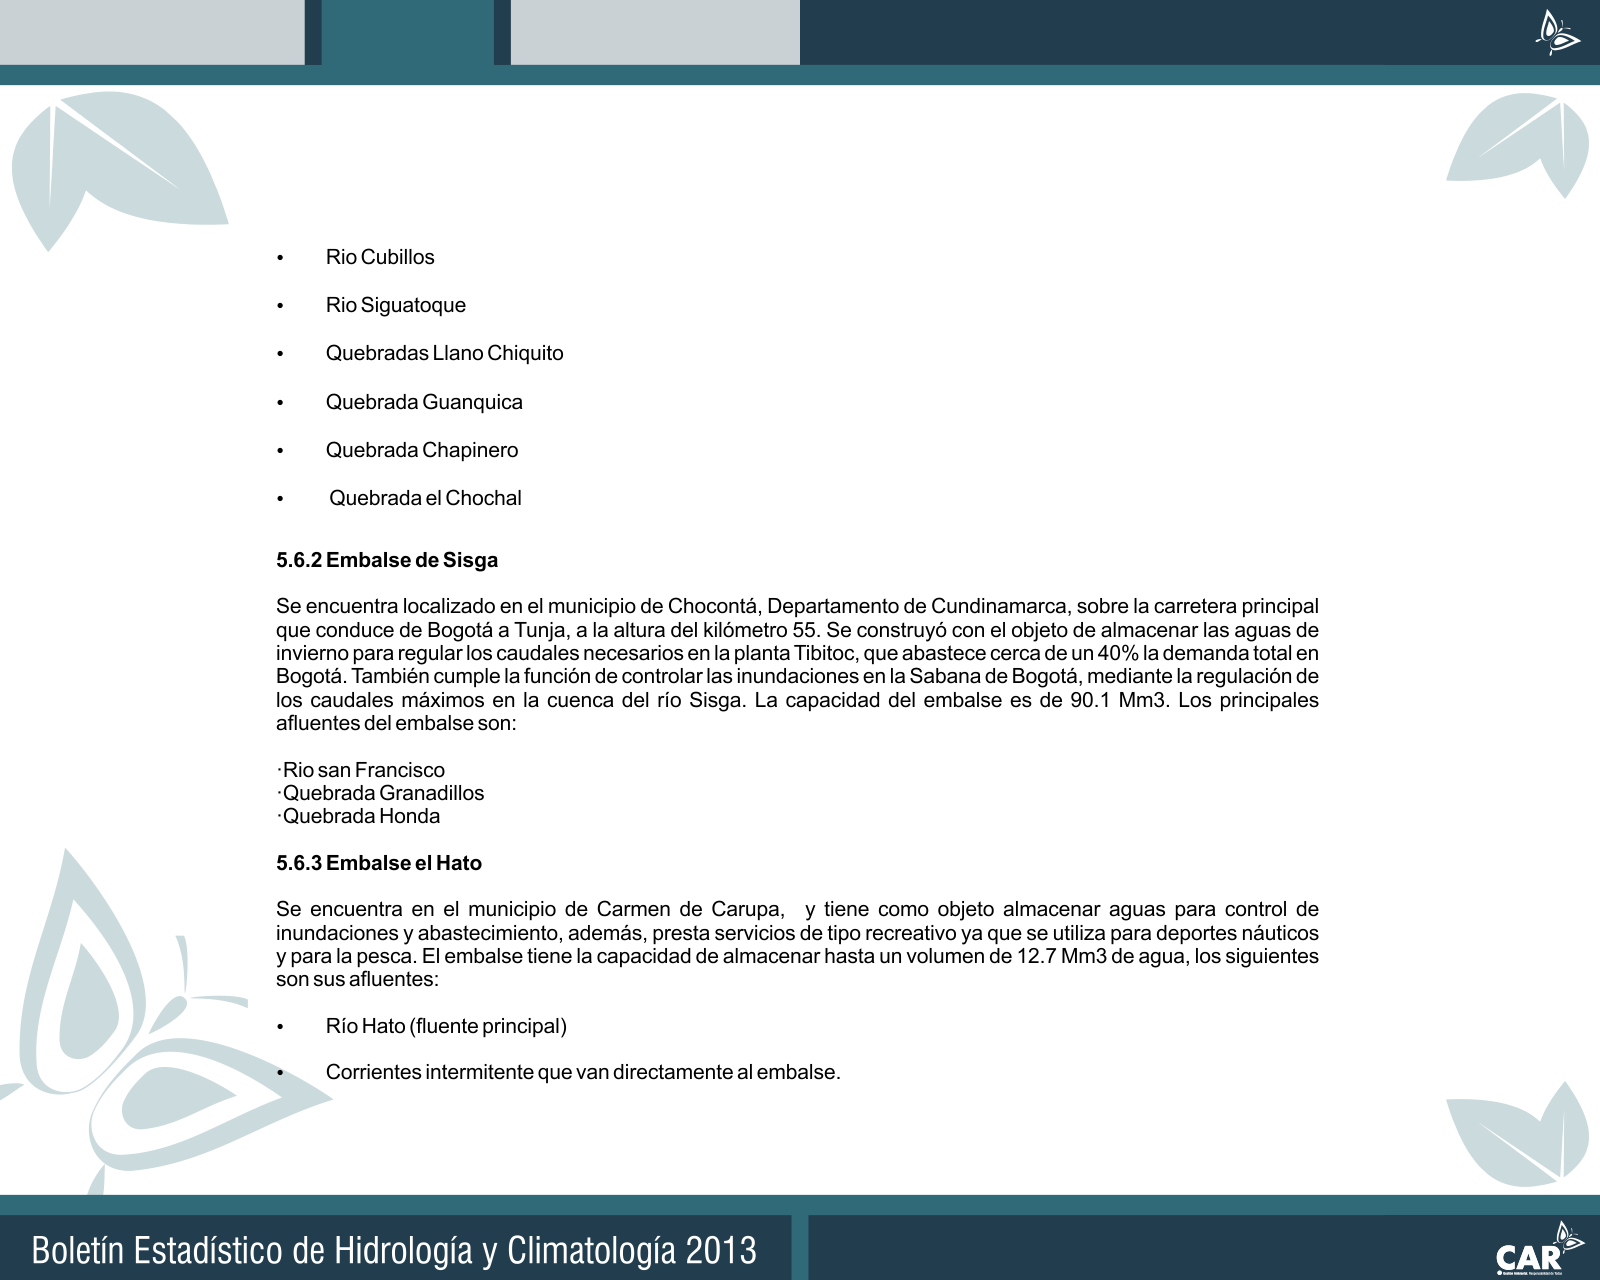 • Rio Cubillos
• Rio Siguatoque
• Quebradas Llano Chiquito
• Quebrada Guanquica
• Quebrada Chapinero
• Quebrada el Chochal
5.6.2 Embalse de Sisga
Se encuentra localizado en el municipio de Chocontá, Departamento de Cundinamarca, sobre la carretera principal
que conduce de Bogotá a Tunja, a la altura del kilómetro 55. Se construyó con el objeto de almacenar las aguas de
invierno para regular los caudales necesarios en la planta Tibitoc, que abastece cerca de un 40% la demanda total en
Bogotá. También cumple la función de controlar las inundaciones en la Sabana de Bogotá, mediante la regulación de
los caudales máximos en la cuenca del río Sisga. La capacidad del embalse es de 90.1 Mm3. Los principales
afluentes del embalse son:
·Rio san Francisco
·Quebrada Granadillos
·Quebrada Honda
5.6.3 Embalse el Hato
Se encuentra en el municipio de Carmen de Carupa, y tiene como objeto almacenar aguas para control de
inundaciones y abastecimiento, además, presta servicios de tipo recreativo ya que se utiliza para deportes náuticos
y para la pesca. El embalse tiene la capacidad de almacenar hasta un volumen de 12.7 Mm3 de agua, los siguientes
son sus afluentes:
• Río Hato (fluente principal)
• Corrientes intermitente que van directamente al embalse.
Boletín Estadístico de Hidrología y Climatología 2013
CAR